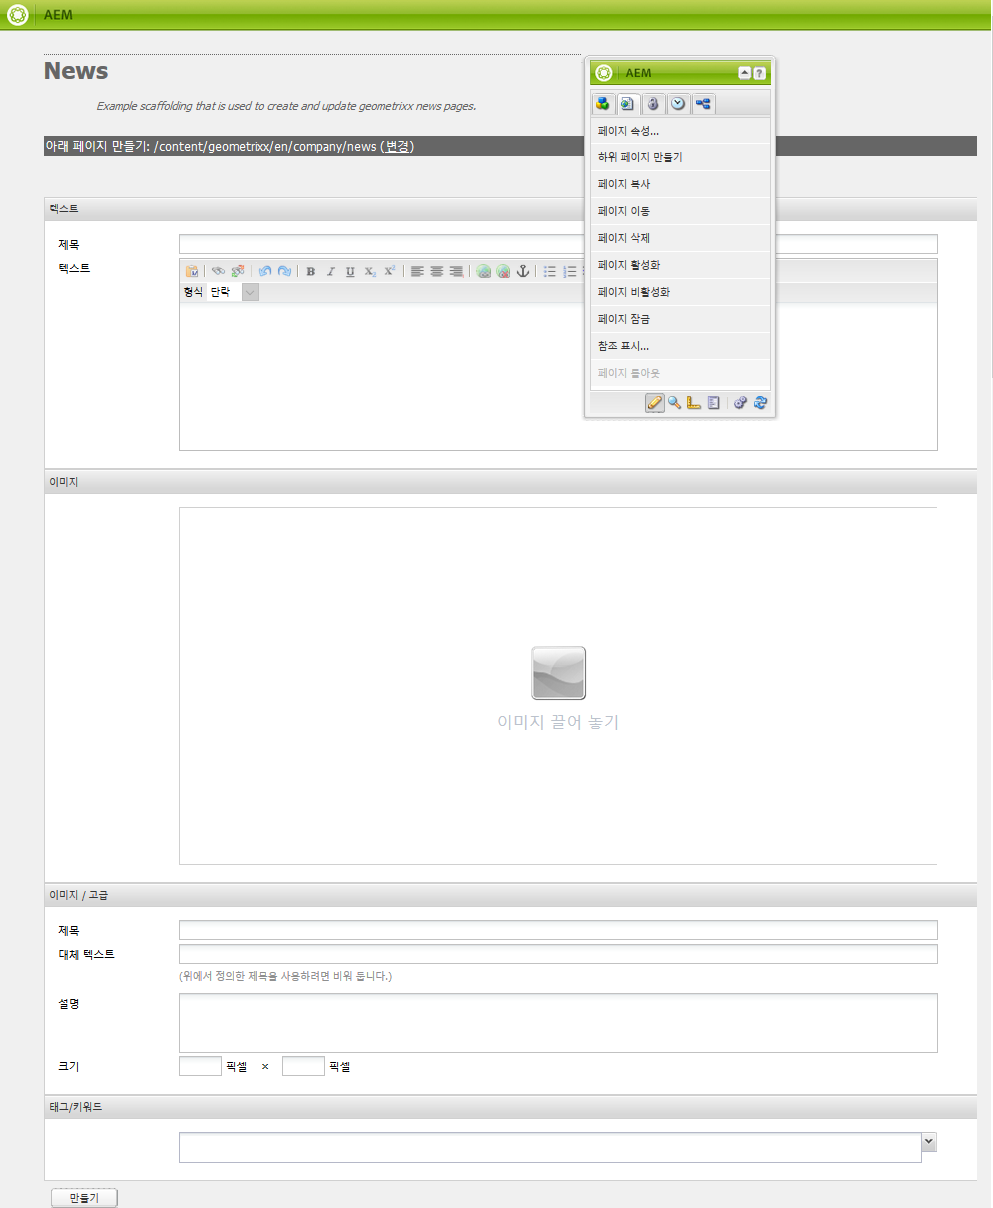 AEM
News
Example scaffolding that is used to create and update geometrixx news pages.
아래 페이지 만들기: /content/geometrixx/en/company/news (변경)
AEM
?
페이지 속성...
하위 페이지 만들기
페이지 복사
페이지 이동
페이지 삭제
페이지 활성화
페이지 비활성화
페이지 잠금
참조 표시...
페이지 롤아웃
텍스트
제목
텍스트
B I U X₂ X²
형식 단락
이미지
이미지 끌어 놓기
이미지 / 고급
제목
대체 텍스트
(위에서 정의한 제목을 사용하려면 비워 둡니다.)
설명
크기 픽셀 × 픽셀
태그/키워드
만들기